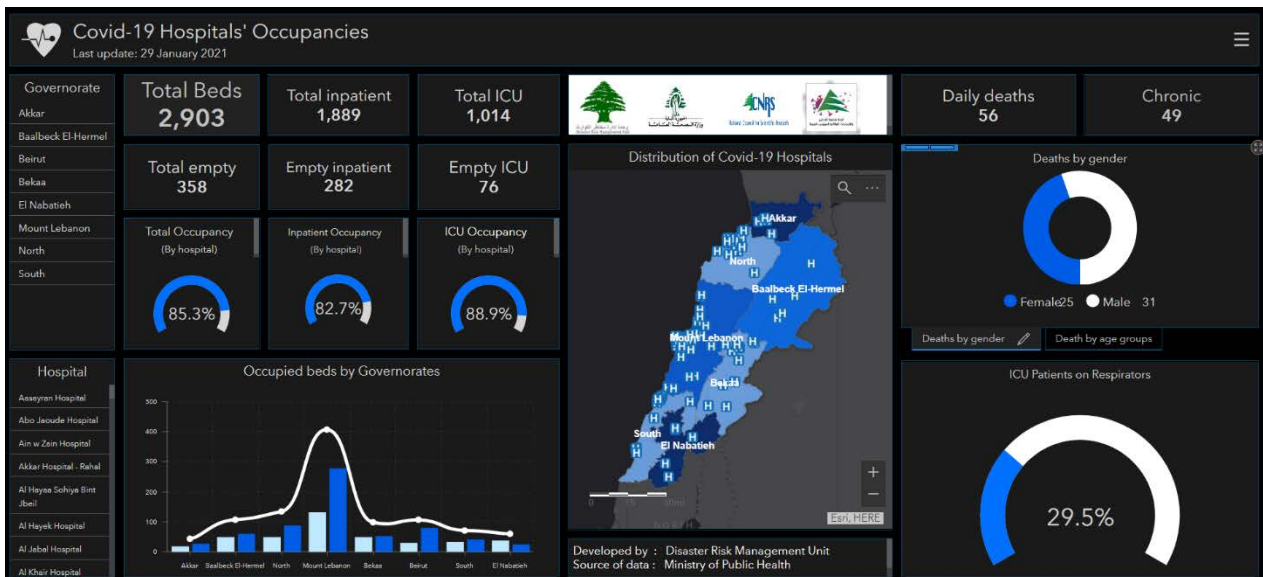 Covid-19 Hospitals' Occupancies
Last update: 29 January 2021
Governorate
Akkar
Baalbeck El-Hermel
Beirut
Bekaa
El Nabatieh
Mount Lebanon
North
South
Total Beds
2,903
Total inpatient
1,889
Total ICU
1,014
Total empty
358
Empty inpatient
282
Empty ICU
76
Total Occupancy
(By hospital)
85.3%
Inpatient Occupancy
(By hospital)
82.7%
ICU Occupancy
(By hospital)
88.9%
CNRS
Daily deaths
56
Chronic
49
Distribution of Covid-19 Hospitals
Akkar
North
Baalbeck El-Hermel
Mount Lebanon
Bekaa
South
El Nabatieh
Esri, HERE
Deaths by gender
Female25
Male 31
Deaths by gender
Death by age groups
Hospital
Aaseyran Hospital
Abo Jaoude Hospital
Ain w Zain Hospital
Akkar Hospital - Rahal
Al Hayaa Sohiya Bint
Jbeil
Al Hayek Hospital
Al Jabal Hospital
Al Khair Hospital
Occupied beds by Governorates
500
400
300
200
100
0
Akkar Baalbeck El-Hermel North Mount Lebanon Bekaa Beirut South El Nabatieh
Developed by : Disaster Risk Management Unit
Source of data : Ministry of Public Health
ICU Patients on Respirators
29.5%